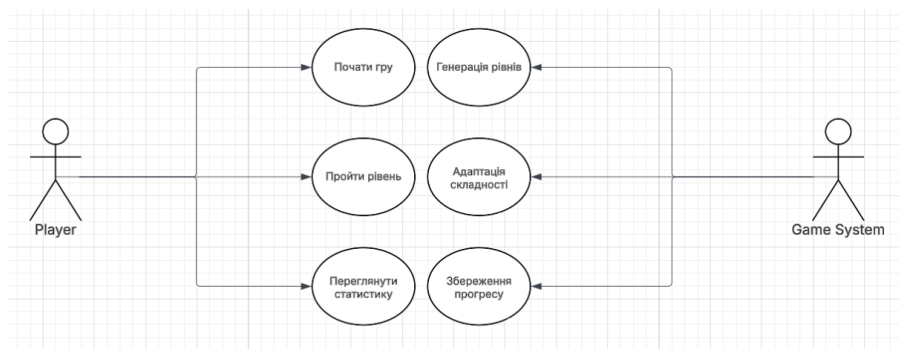 Почати гру
Генерація рівнів
Пройти рівень
Адаптація
складності
Player
Game System
Переглянути
статистику
Збереження
прогресу